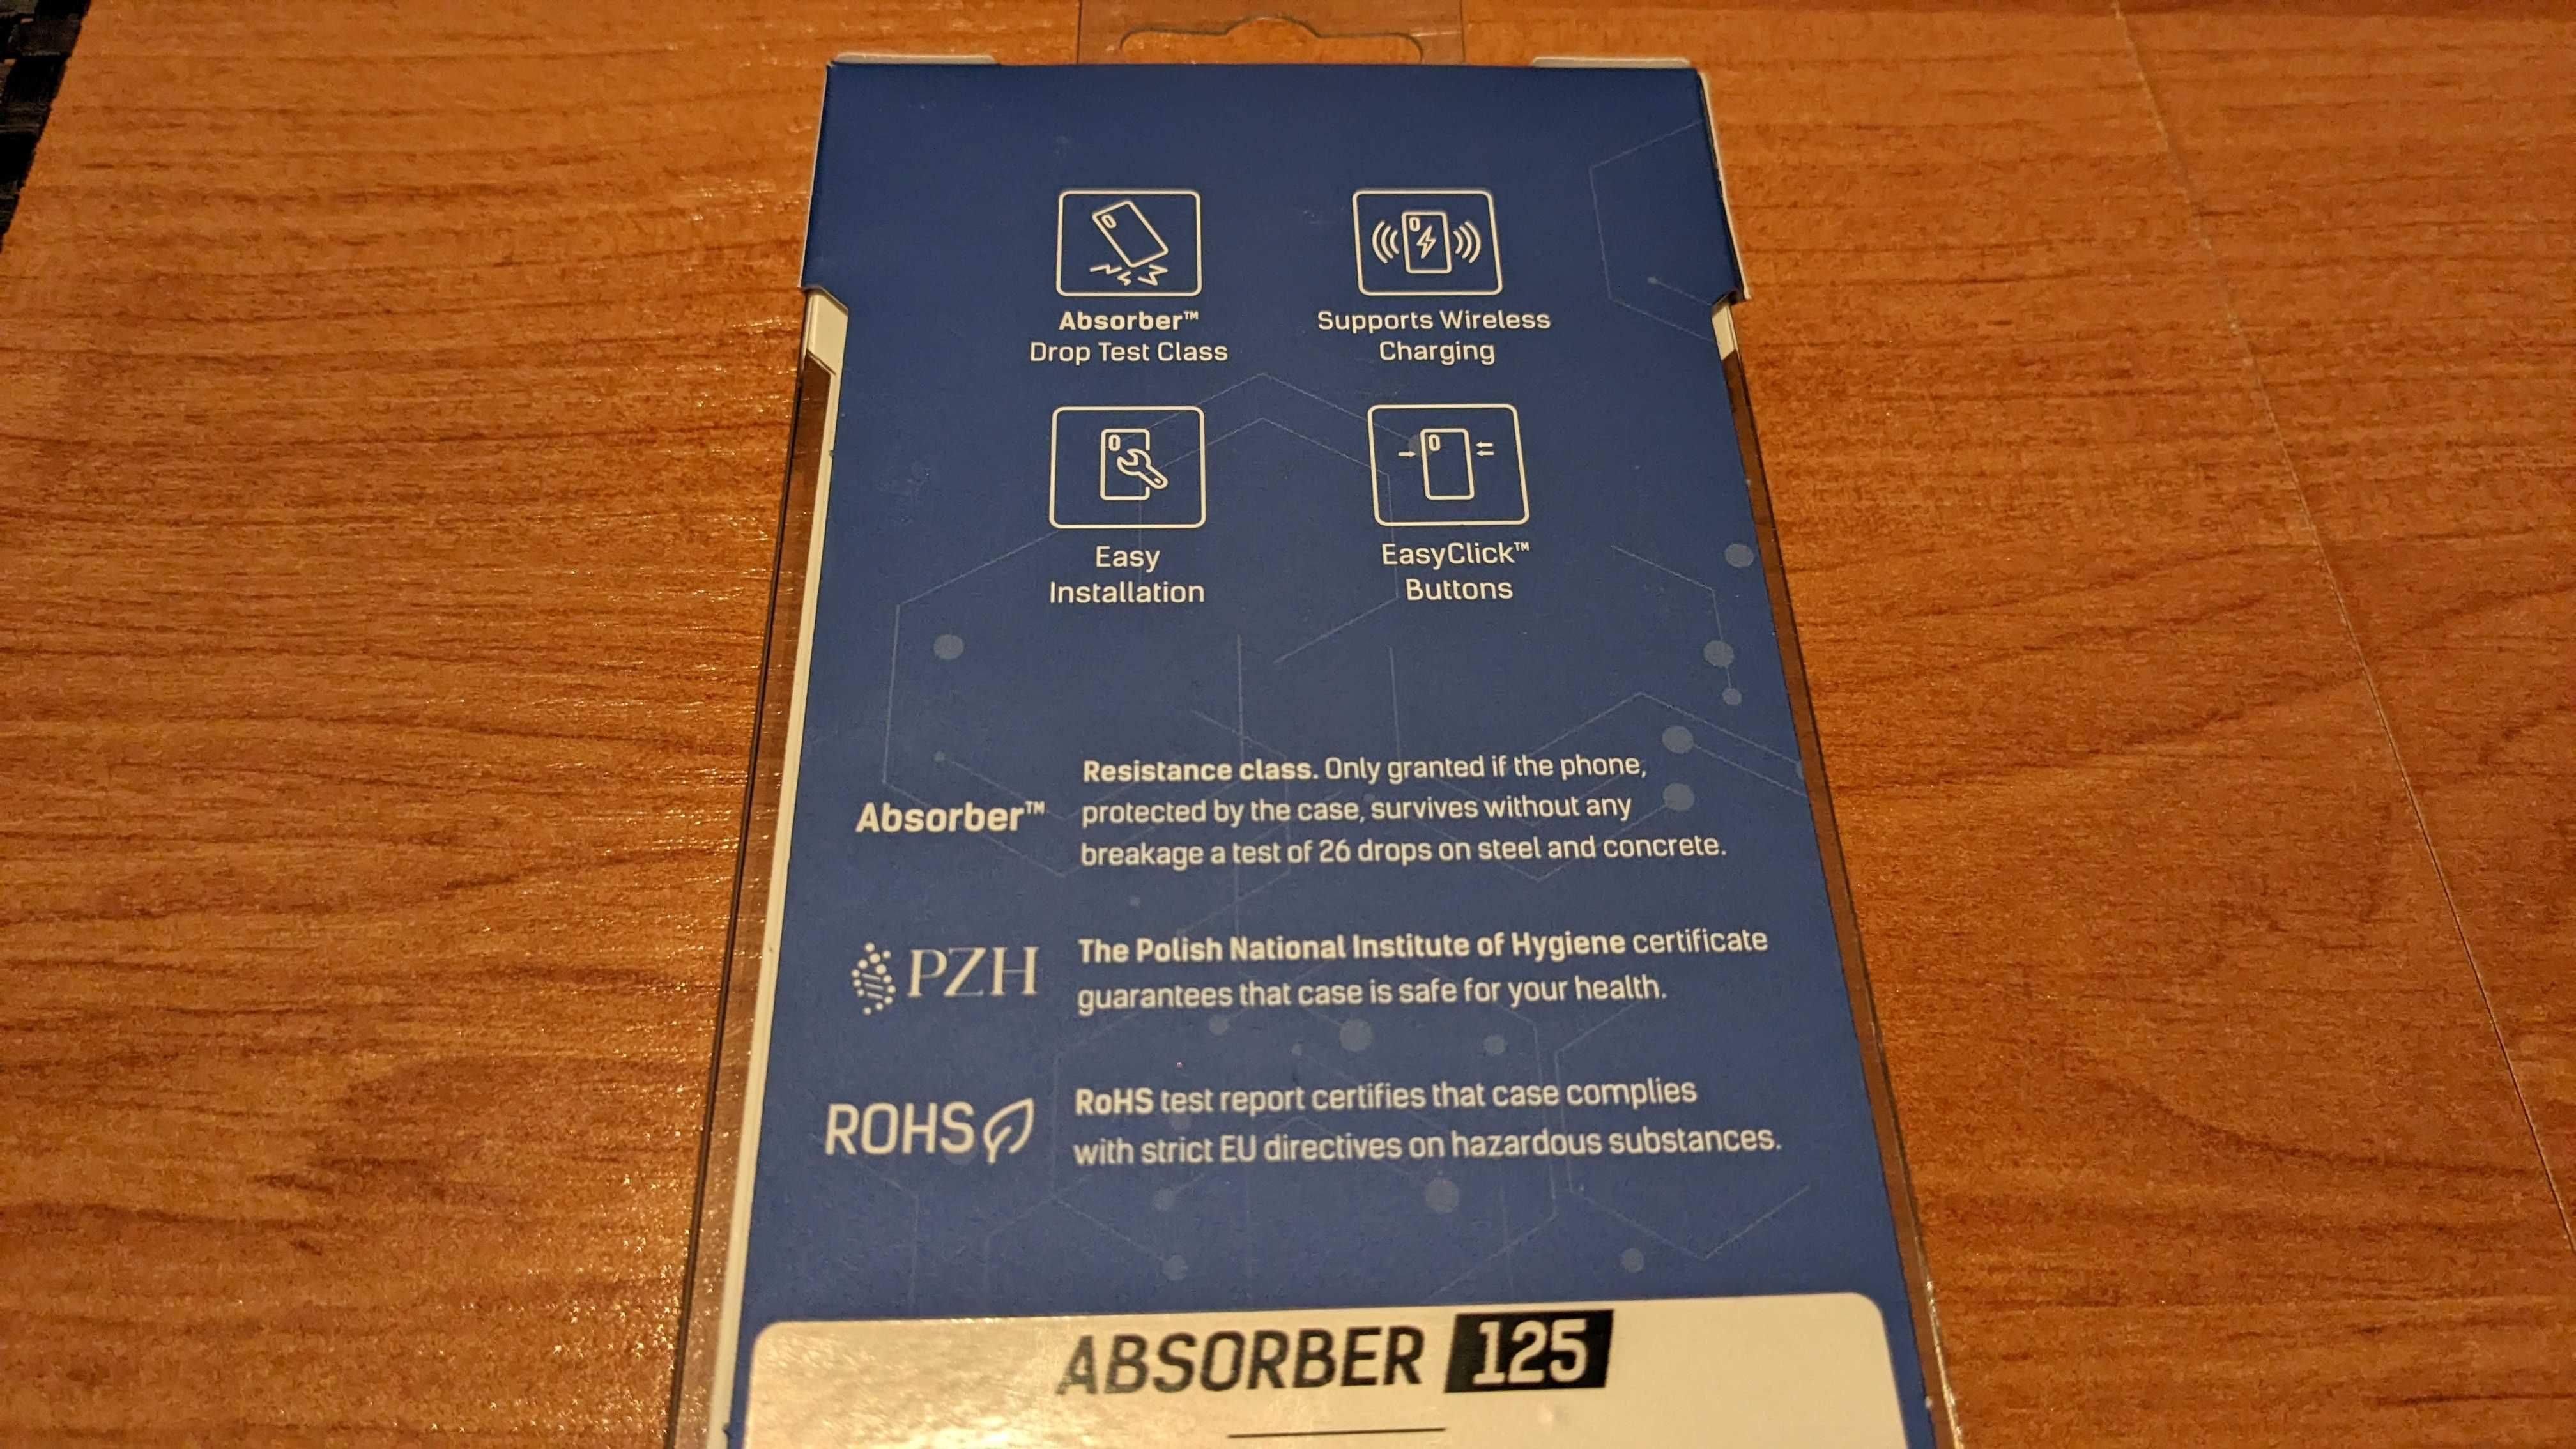 Absorber™
Drop Test Class
Supports Wireless
Charging
Easy
Installation
EasyClick™
Buttons
Absorber™
Resistance class. Only granted if the phone,
protected by the case, survives without any
breakage a test of 26 drops on steel and concrete.
PZH
The Polish National Institute of Hygiene certificate
guarantees that case is safe for your health.
ROHS
RoHS test report certifies that case complies
with strict EU directives on hazardous substances.
ABSORBER 125